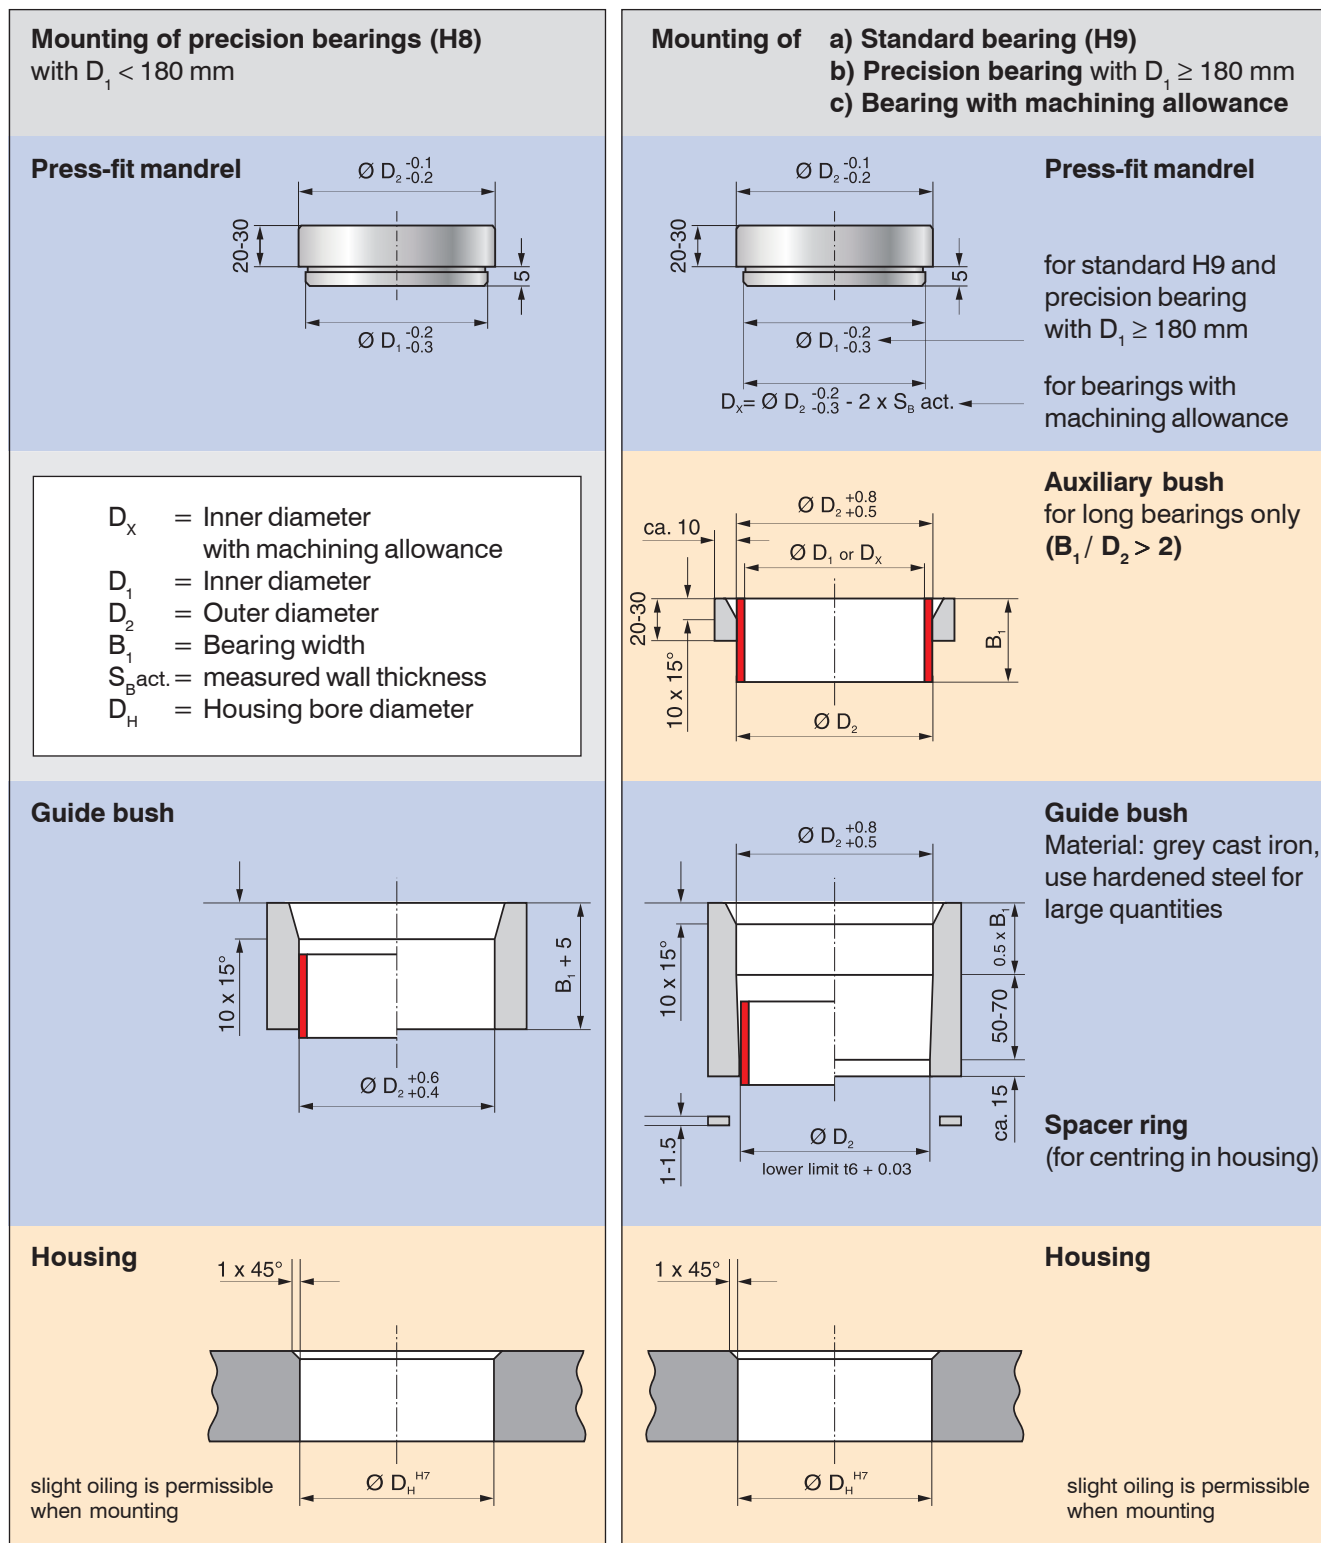 Mounting of precision bearings (H8)
with D1 < 180 mm
Press-fit mandrel
Ø D2 -0.1 -0.2
20-30
5
Ø D1 -0.2 -0.3
DX = Inner diameter
with machining allowance
D1 = Inner diameter
D2 = Outer diameter
B1 = Bearing width
SBact. = measured wall thickness
DH = Housing bore diameter
Guide bush
10 x 15°
B1 + 5
Ø D2 +0.6 +0.4
Housing
1 x 45°
Ø DH H7
slight oiling is permissible
when mounting
Mounting of a) Standard bearing (H9)
b) Precision bearing with D1 ≥ 180 mm
c) Bearing with machining allowance
Ø D2 -0.1 -0.2
Press-fit mandrel
20-30
5
for standard H9 and
precision bearing
with D1 ≥ 180 mm
Ø D1 -0.2 -0.3
for bearings with
machining allowance
DX= Ø D2 -0.2 -0.3 - 2 x SB act.
Auxiliary bush
for long bearings only
(B1 / D2 > 2)
Ø D2 +0.8 +0.5
ca. 10
Ø D1 or DX
20-30
10 x 15°
B1
Ø D2
Guide bush
Material: grey cast iron,
use hardened steel for
large quantities
Ø D2 +0.8 +0.5
10 x 15°
0.5 x B1
50-70
ca. 15
1-1.5
Ø D2
lower limit t6 + 0.03
Spacer ring
(for centring in housing)
Housing
1 x 45°
Ø DH H7
slight oiling is permissible
when mounting